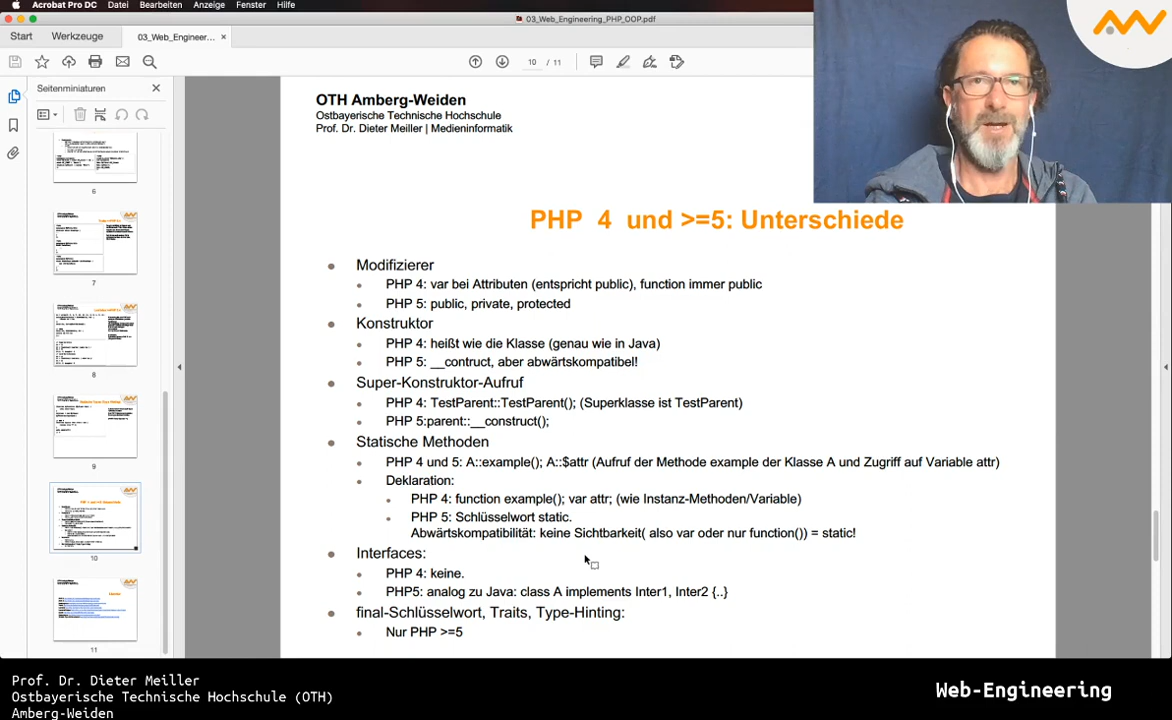 Acrobat Pro DC Datei Bearbeiten Anzeige Fenster Hilfe
03_Web_Engineering_PHP_OOP.pdf
Start Werkzeuge 03_Web_Engineer... ×
10 / 11
Seitenminiaturen
OTH Amberg-Weiden
Ostbayerische Technische Hochschule
Prof. Dr. Dieter Meiller | Medieninformatik
PHP 4 und >=5: Unterschiede
Modifizierer
PHP 4: var bei Attributen (entspricht public), function immer public
PHP 5: public, private, protected
Konstruktor
PHP 4: heißt wie die Klasse (genau wie in Java)
PHP 5: __contruct, aber abwärtskompatibel!
Super-Konstruktor-Aufruf
PHP 4: TestParent::TestParent(); (Superklasse ist TestParent)
PHP 5:parent::__construct();
Statische Methoden
PHP 4 und 5: A::example(); A::$attr (Aufruf der Methode example der Klasse A und Zugriff auf Variable attr)
Deklaration:
PHP 4: function example(); var attr; (wie Instanz-Methoden/Variable)
PHP 5: Schlüsselwort static.
Abwärtskompatibilität: keine Sichtbarkeit( also var oder nur function()) = static!
Interfaces:
PHP 4: keine.
PHP5: analog zu Java: class A implements Inter1, Inter2 {..}
final-Schlüsselwort, Traits, Type-Hinting:
Nur PHP >=5
6
7
8
9
10
11
Prof. Dr. Dieter Meiller
Ostbayerische Technische Hochschule (OTH)
Amberg-Weiden
Web-Engineering